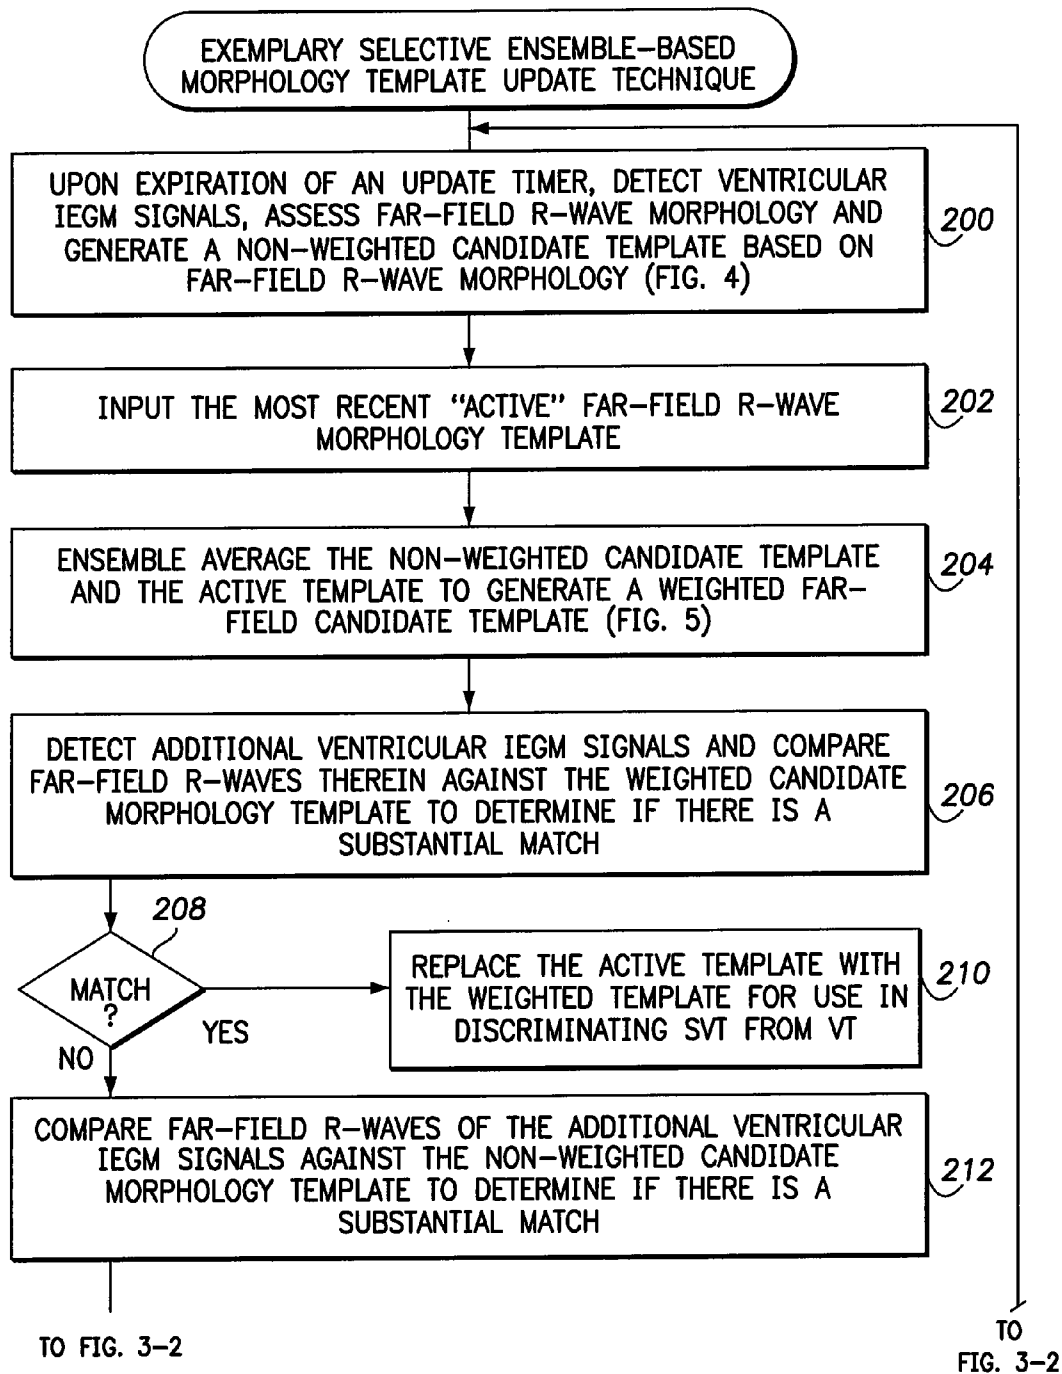 EXEMPLARY SELECTIVE ENSEMBLE-BASED
MORPHOLOGY TEMPLATE UPDATE TECHNIQUE
UPON EXPIRATION OF AN UPDATE TIMER, DETECT VENTRICULAR
IEGM SIGNALS, ASSESS FAR-FIELD R-WAVE MORPHOLOGY AND
GENERATE A NON-WEIGHTED CANDIDATE TEMPLATE BASED ON
FAR-FIELD R-WAVE MORPHOLOGY (FIG. 4)
200
INPUT THE MOST RECENT "ACTIVE" FAR-FIELD R-WAVE
MORPHOLOGY TEMPLATE
202
ENSEMBLE AVERAGE THE NON-WEIGHTED CANDIDATE TEMPLATE
AND THE ACTIVE TEMPLATE TO GENERATE A WEIGHTED FAR-
FIELD CANDIDATE TEMPLATE (FIG. 5)
204
DETECT ADDITIONAL VENTRICULAR IEGM SIGNALS AND COMPARE
FAR-FIELD R-WAVES THEREIN AGAINST THE WEIGHTED CANDIDATE
MORPHOLOGY TEMPLATE TO DETERMINE IF THERE IS A
SUBSTANTIAL MATCH
206
208
MATCH
?
YES
NO
REPLACE THE ACTIVE TEMPLATE WITH
THE WEIGHTED TEMPLATE FOR USE IN
DISCRIMINATING SVT FROM VT
210
COMPARE FAR-FIELD R-WAVES OF THE ADDITIONAL VENTRICULAR
IEGM SIGNALS AGAINST THE NON-WEIGHTED CANDIDATE
MORPHOLOGY TEMPLATE TO DETERMINE IF THERE IS A
SUBSTANTIAL MATCH
212
TO FIG. 3-2
TO
FIG. 3-2